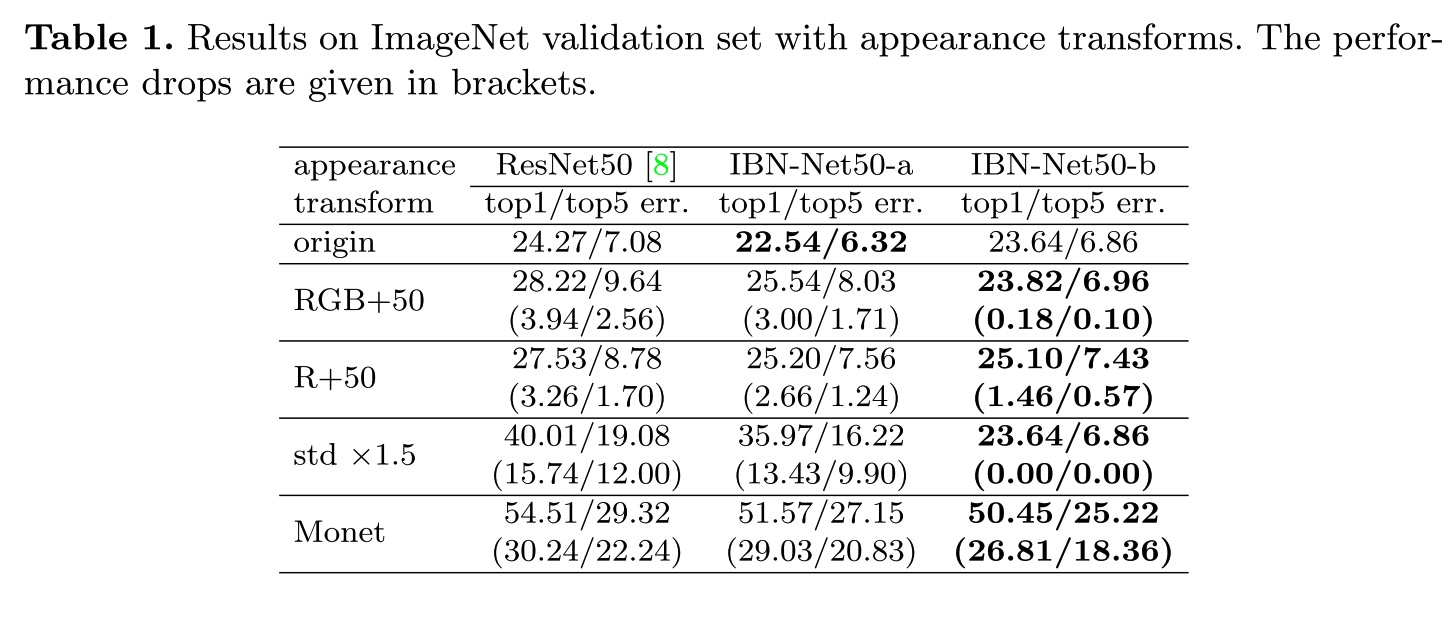 Table 1. Results on ImageNet validation set with appearance transforms. The perfor-
mance drops are given in brackets.
appearance ResNet50 [8] IBN-Net50-a IBN-Net50-b
transform top1/top5 err. top1/top5 err. top1/top5 err.
origin 24.27/7.08 22.54/6.32 23.64/6.86
RGB+50 28.22/9.64 25.54/8.03 23.82/6.96
(3.94/2.56) (3.00/1.71) (0.18/0.10)
R+50 27.53/8.78 25.20/7.56 25.10/7.43
(3.26/1.70) (2.66/1.24) (1.46/0.57)
std ×1.5 40.01/19.08 35.97/16.22 23.64/6.86
(15.74/12.00) (13.43/9.90) (0.00/0.00)
Monet 54.51/29.32 51.57/27.15 50.45/25.22
(30.24/22.24) (29.03/20.83) (26.81/18.36)